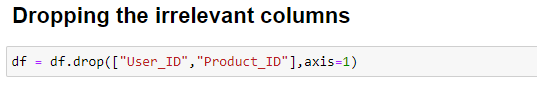 Dropping the irrelevant columns
df = df.drop(["User_ID","Product_ID"],axis=1)